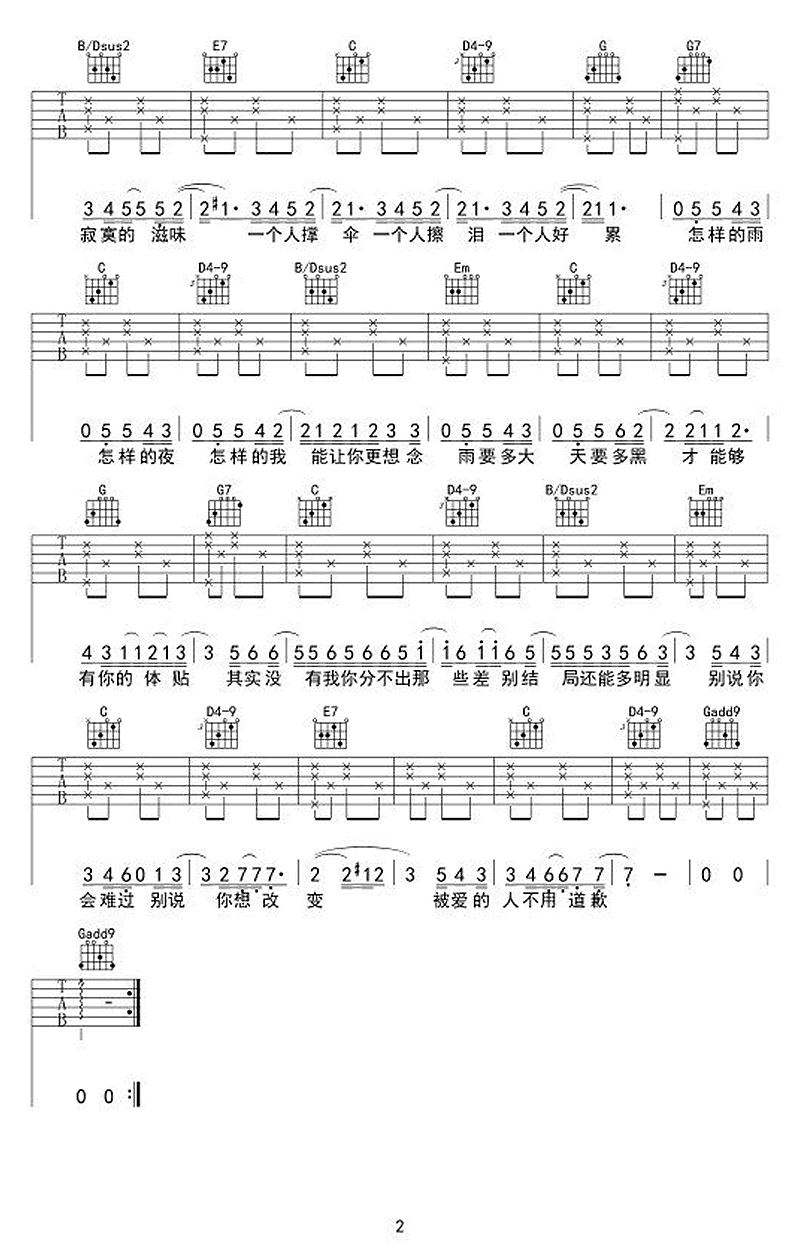 B/Dsus2 E7 C D4-9 G G7
T A B
3 4 5 5 5 2 2 #1· 3 4 5 2 2 1· 3 4 5 2 2 1· 3 4 5 2 2 1 1 · 0 5 5 4 3
寂寞的 滋味 一个人撑 伞一个人擦 泪一个人好 累 怎样的雨
C D4-9 B/Dsus2 Em C D4-9
T A B
0 5 5 4 3 0 5 5 4 2 2 1 2 1 2 3 3 0 5 5 4 3 0 5 5 6 2 2 2 1 1 2·
怎样的夜 怎样的我 能让你更想念 雨要多大 天要多黑 才能够
G G7 C D4-9 B/Dsus2 Em
T A B
4 3 1 1 2 1 3 3 5 6 6 5 5 6 5 6 6 5 1 1 6 1 1 6 5 5 5 3 5 6 3 3 5 4 3
有你的 体贴 其实没 有我你分不出那 些差别结 局还能多明显 别说你
C D4-9 E7 C D4-9 Gadd9
T A B
3 4 6 0 1 3 3 2 7 7 7· 2 2 #1 2 3 5 4 3 3 4 6 6 7 7 7 — 0 0
会难过 别说 你想改 变 被爱的 人不用道歉
Gadd9
T A B
0 0 :
2